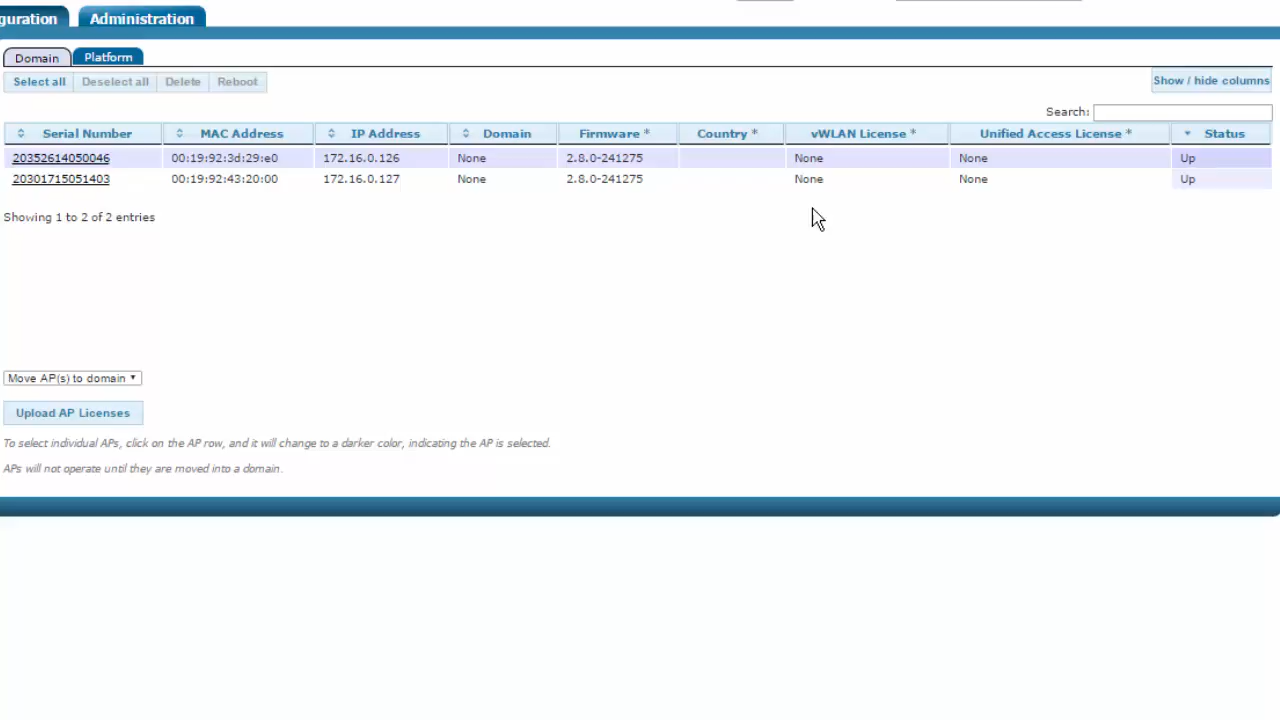 guration Administration
Domain Platform
Select all Deselect all Delete Reboot Show / hide columns
Search:
Serial Number MAC Address IP Address Domain Firmware * Country * vWLAN License * Unified Access License * Status
20352614050046 00:19:92:3d:29:e0 172.16.0.126 None 2.8.0-241275 None None Up
20301715051403 00:19:92:43:20:00 172.16.0.127 None 2.8.0-241275 None None Up
Showing 1 to 2 of 2 entries
Move AP(s) to domain
Upload AP Licenses
To select individual APs, click on the AP row, and it will change to a darker color, indicating the AP is selected.
APs will not operate until they are moved into a domain.